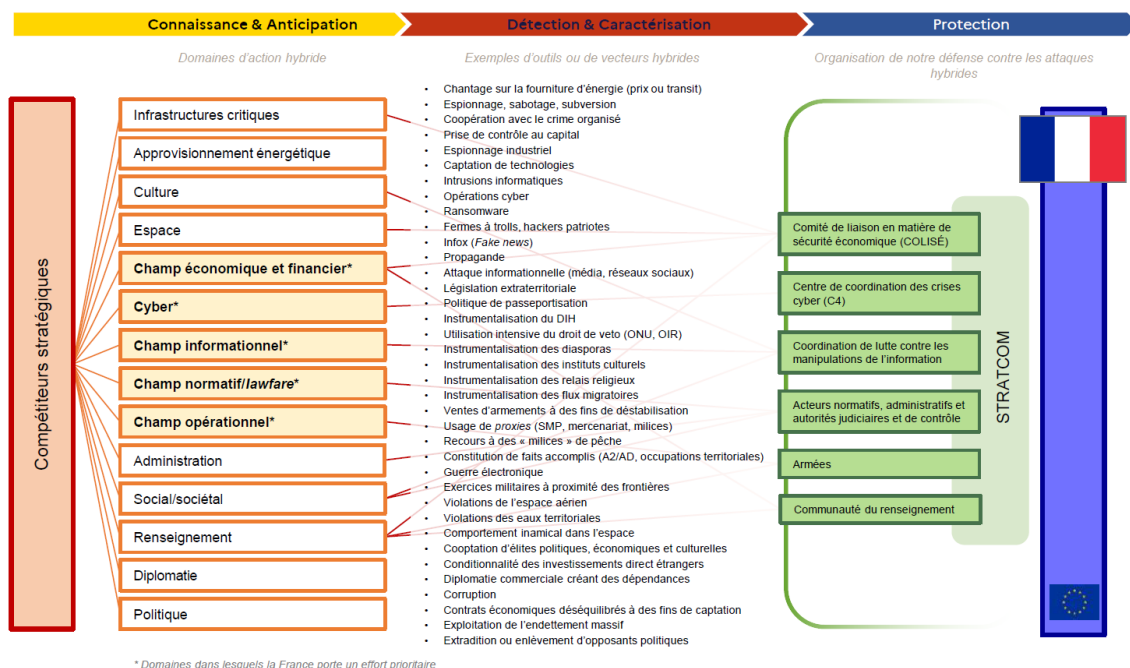 Connaissance & Anticipation
Détection & Caractérisation
Protection
Domaines d'action hybride
Exemples d'outils ou de vecteurs hybrides
Organisation de notre défense contre les attaques
hybrides
Compétiteurs stratégiques
Infrastructures critiques
Approvisionnement énergétique
Culture
Espace
Champ économique et financier*
Cyber*
Champ informationnel*
Champ normatif/lawfare*
Champ opérationnel*
Administration
Social/sociétal
Renseignement
Diplomatie
Politique
• Chantage sur la fourniture d'énergie (prix ou transit)
• Espionnage, sabotage, subversion
• Coopération avec le crime organisé
• Prise de contrôle au capital
• Espionnage industriel
• Captation de technologies
• Intrusions informatiques
• Opérations cyber
• Ransomware
• Fermes à trolls, hackers patriotes
• Infox (Fake news)
• Propagande
• Attaque informationnelle (média, réseaux sociaux)
• Législation extraterritoriale
• Politique de passeportisation
• Instrumentalisation du DIH
• Utilisation intensive du droit de veto (ONU, OIR)
• Instrumentalisation des diasporas
• Instrumentalisation des instituts culturels
• Instrumentalisation des relais religieux
• Instrumentalisation des flux migratoires
• Ventes d'armements à des fins de déstabilisation
• Usage de proxies (SMP, mercenariat, milices)
• Recours à des « milices » de pêche
• Constitution de faits accomplis (A2/AD, occupations territoriales)
• Guerre électronique
• Exercices militaires à proximité des frontières
• Violations de l'espace aérien
• Violations des eaux territoriales
• Comportement inamical dans l'espace
• Cooptation d'élites politiques, économiques et culturelles
• Conditionnalité des investissements direct étrangers
• Diplomatie commerciale créant des dépendances
• Corruption
• Contrats économiques déséquilibrés à des fins de captation
• Exploitation de l'endettement massif
• Extradition ou enlèvement d'opposants politiques
Comité de liaison en matière de
sécurité économique (COLISÉ)
Centre de coordination des crises
cyber (C4)
Coordination de lutte contre les
manipulations de l'information
Acteurs normatifs, administratifs et
autorités judiciaires et de contrôle
Armées
Communauté du renseignement
STRATCOM
* Domaines dans lesquels la France porte un effort prioritaire